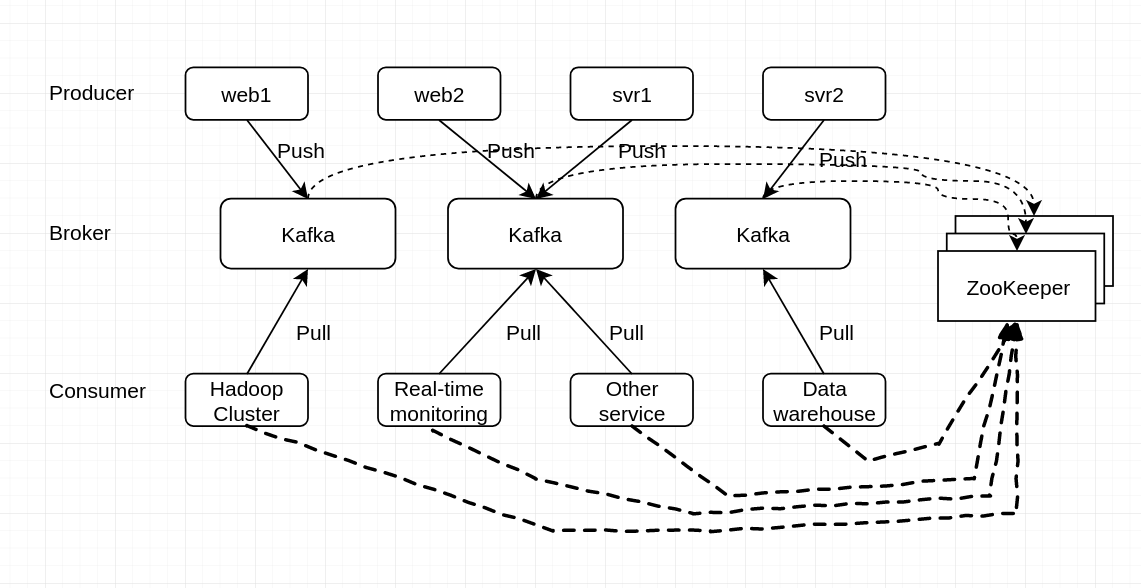 Producer
web1
web2
svr1
svr2
Push
Push
Push
Push
Broker
Kafka
Kafka
Kafka
ZooKeeper
Pull
Pull
Pull
Pull
Consumer
Hadoop
Cluster
Real-time
monitoring
Other
service
Data
warehouse